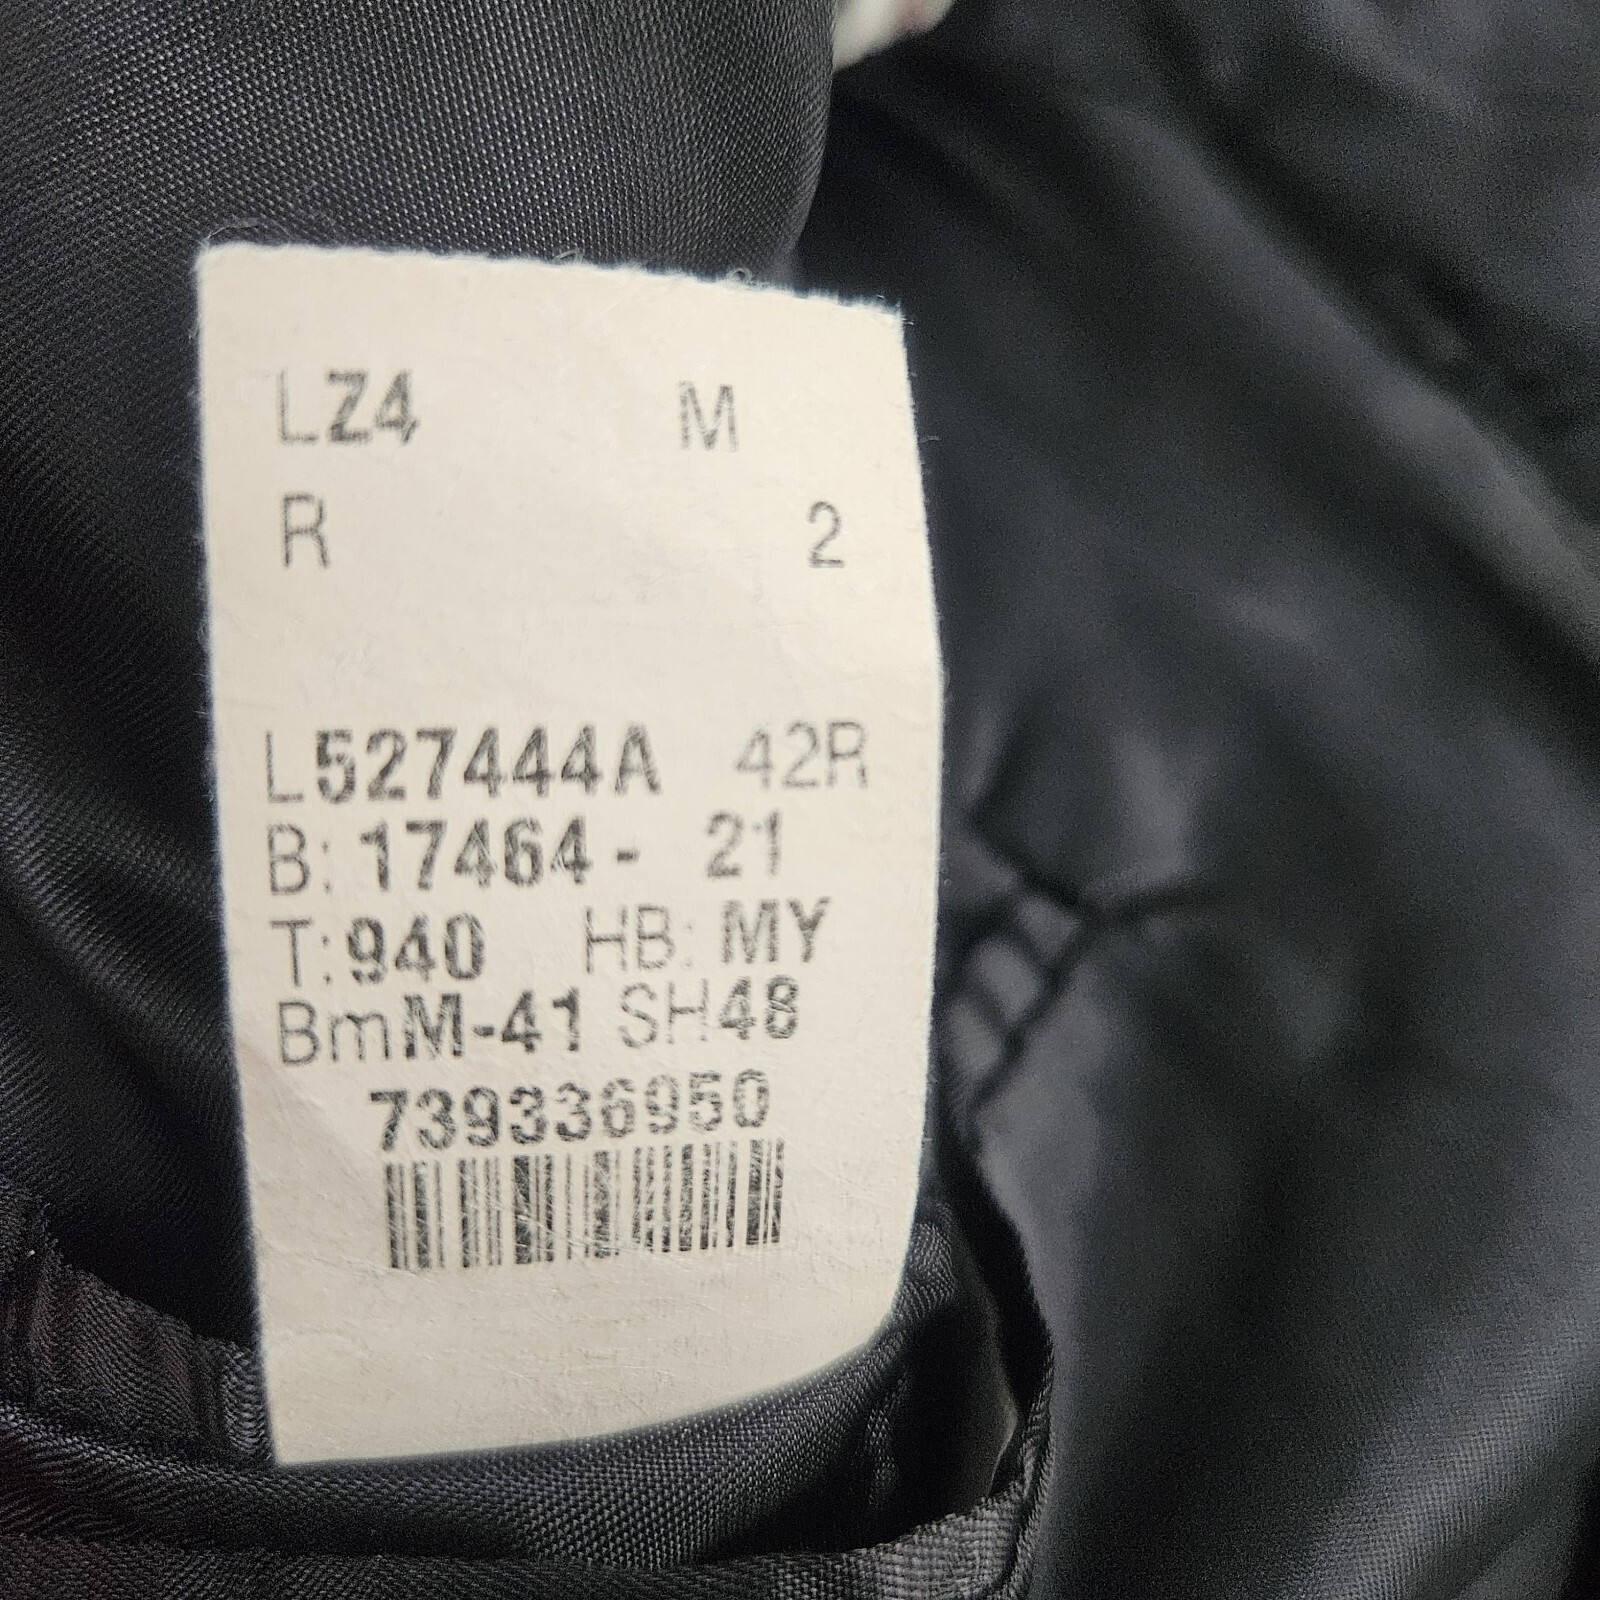 LZ4 M
R 2
L527444A 42R
B: 17464- 21
T:940 HB: MY
BmM-41 SH48
739336950